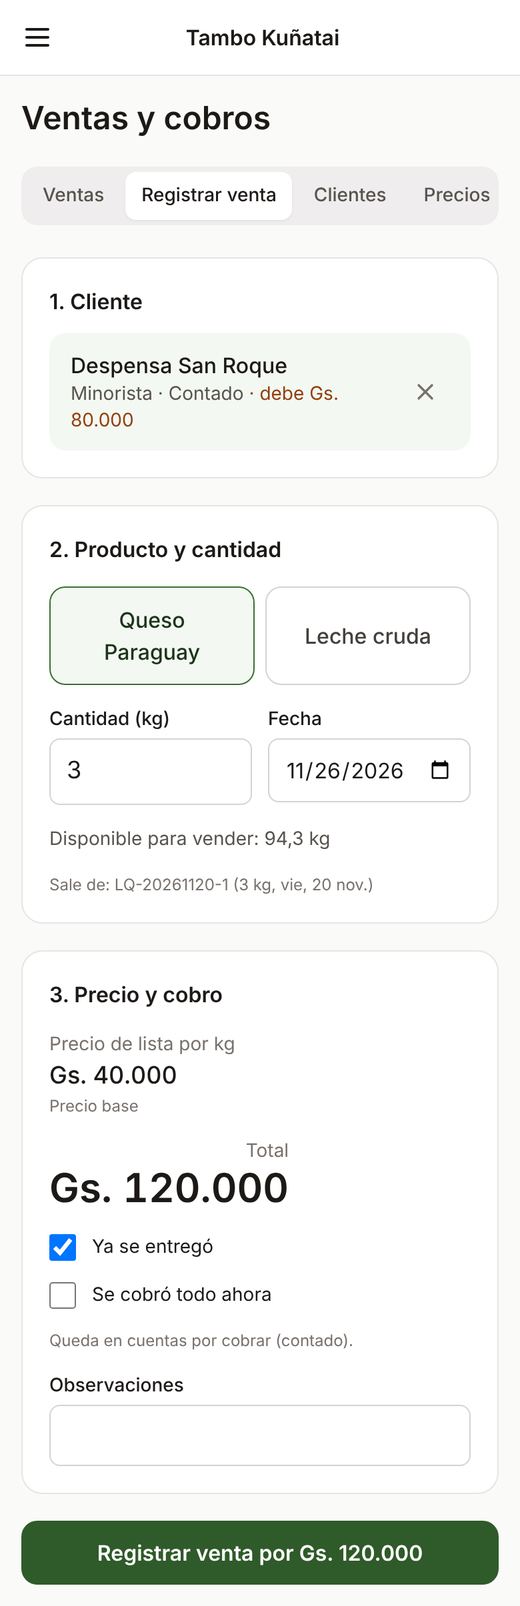 Tambo Kuñatai
Ventas y cobros
Ventas
Registrar venta
Clientes
Precios
1. Cliente
Despensa San Roque
Minorista · Contado · debe Gs.
80.000
2. Producto y cantidad
Queso
Paraguay
Leche cruda
Cantidad (kg)
Fecha
3
11/26/2026
Disponible para vender: 94,3 kg
Sale de: LQ-20261120-1 (3 kg, vie, 20 nov.)
3. Precio y cobro
Precio de lista por kg
Gs. 40.000
Precio base
Total
Gs. 120.000
Ya se entregó
Se cobró todo ahora
Queda en cuentas por cobrar (contado).
Observaciones
Registrar venta por Gs. 120.000